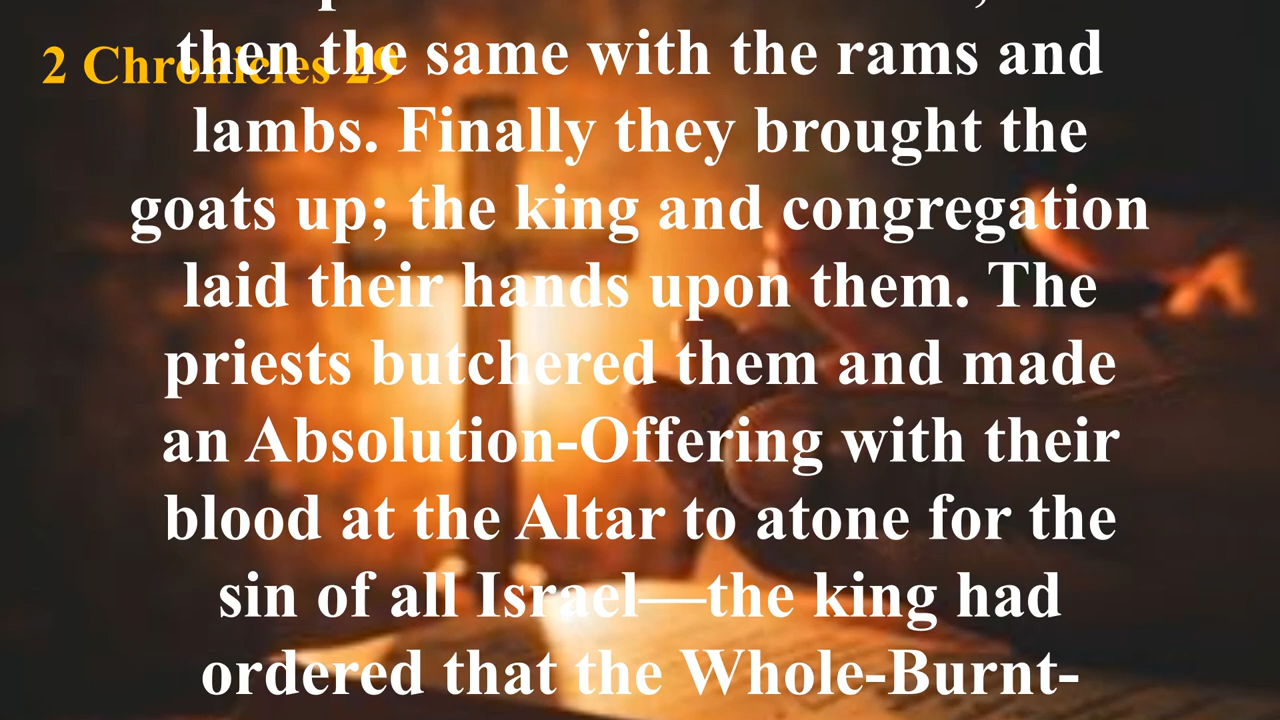 2 Chronicles 29
then the same with the rams and
lambs. Finally they brought the
goats up; the king and congregation
laid their hands upon them. The
priests butchered them and made
an Absolution-Offering with their
blood at the Altar to atone for the
sin of all Israel—the king had
ordered that the Whole-Burnt-